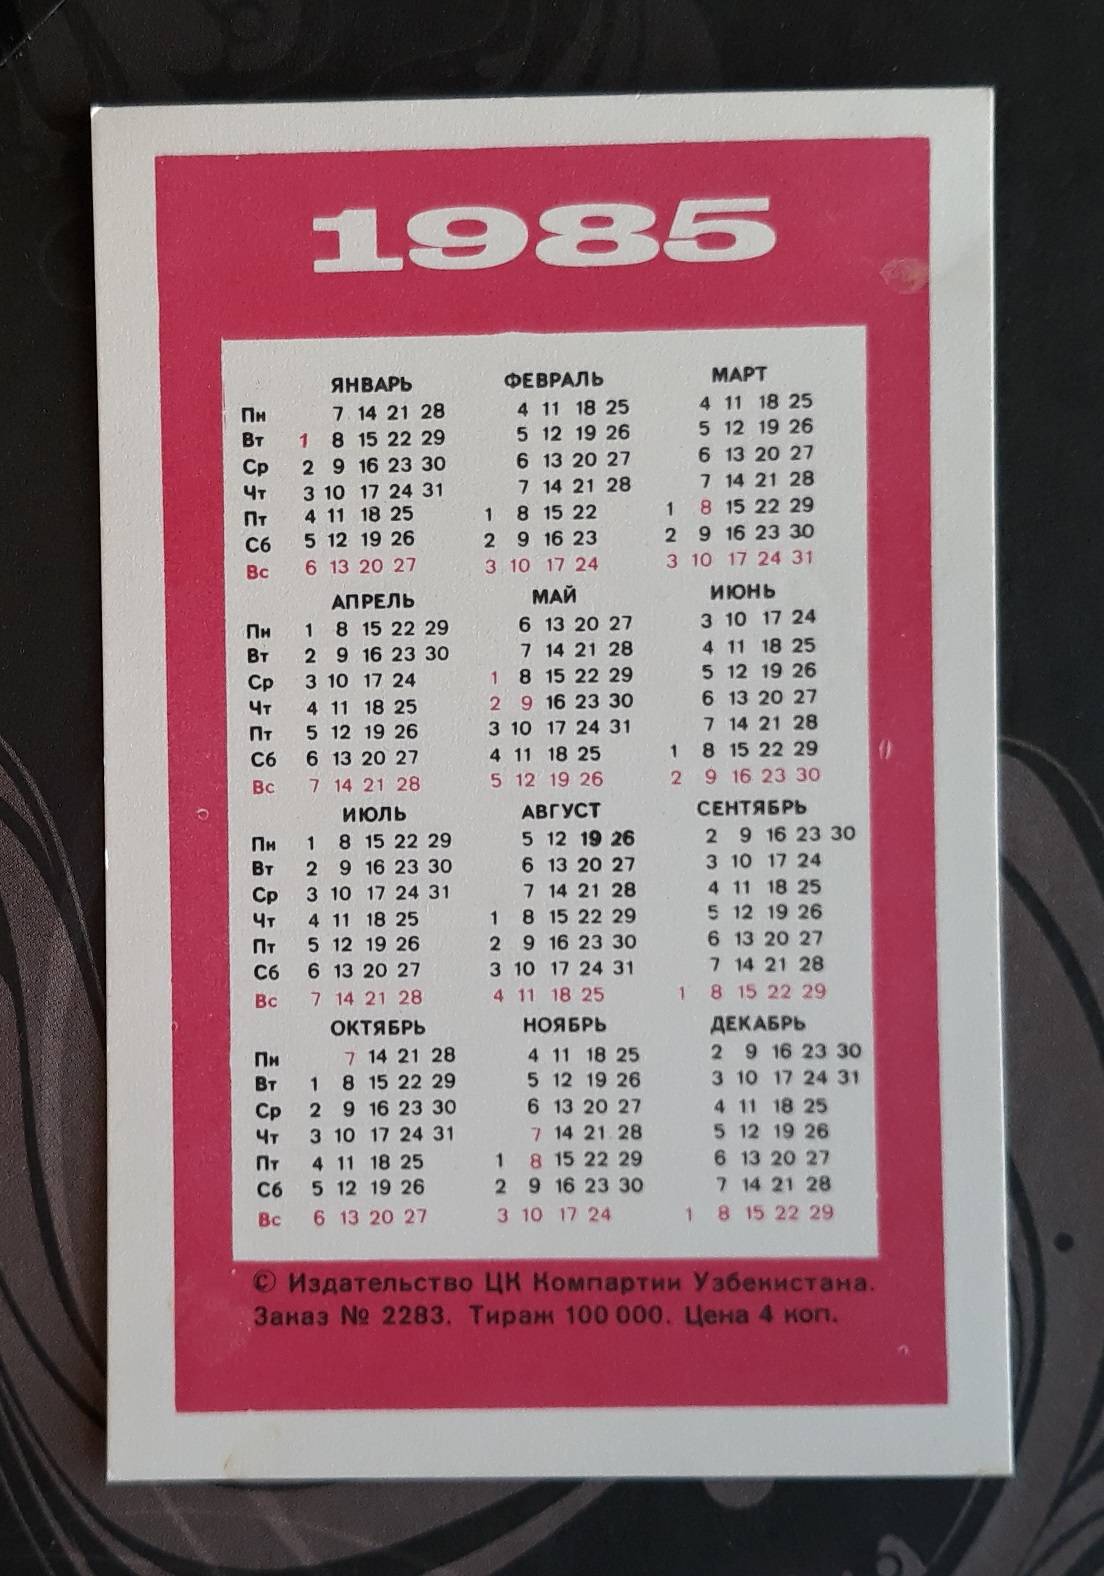 1985
ЯНВАРЬ ФЕВРАЛЬ МАРТ
Пн 7 14 21 28 4 11 18 25 4 11 18 25
Вт 1 8 15 22 29 5 12 19 26 5 12 19 26
Ср 2 9 16 23 30 6 13 20 27 6 13 20 27
Чт 3 10 17 24 31 7 14 21 28 7 14 21 28
Пт 4 11 18 25 1 8 15 22 1 8 15 22 29
Сб 5 12 19 26 2 9 16 23 2 9 16 23 30
Вс 6 13 20 27 3 10 17 24 3 10 17 24 31
АПРЕЛЬ МАЙ ИЮНЬ
Пн 1 8 15 22 29 6 13 20 27 3 10 17 24
Вт 2 9 16 23 30 7 14 21 28 4 11 18 25
Ср 3 10 17 24 1 8 15 22 29 5 12 19 26
Чт 4 11 18 25 2 9 16 23 30 6 13 20 27
Пт 5 12 19 26 3 10 17 24 31 7 14 21 28
Сб 6 13 20 27 4 11 18 25 1 8 15 22 29
Вс 7 14 21 28 5 12 19 26 2 9 16 23 30
ИЮЛЬ АВГУСТ СЕНТЯБРЬ
Пн 1 8 15 22 29 5 12 19 26 2 9 16 23 30
Вт 2 9 16 23 30 6 13 20 27 3 10 17 24
Ср 3 10 17 24 31 7 14 21 28 4 11 18 25
Чт 4 11 18 25 1 8 15 22 29 5 12 19 26
Пт 5 12 19 26 2 9 16 23 30 6 13 20 27
Сб 6 13 20 27 3 10 17 24 31 7 14 21 28
Вс 7 14 21 28 4 11 18 25 1 8 15 22 29
ОКТЯБРЬ НОЯБРЬ ДЕКАБРЬ
Пн 7 14 21 28 4 11 18 25 2 9 16 23 30
Вт 1 8 15 22 29 5 12 19 26 3 10 17 24 31
Ср 2 9 16 23 30 6 13 20 27 4 11 18 25
Чт 3 10 17 24 31 7 14 21 28 5 12 19 26
Пт 4 11 18 25 1 8 15 22 29 6 13 20 27
Сб 5 12 19 26 2 9 16 23 30 7 14 21 28
Вс 6 13 20 27 3 10 17 24 1 8 15 22 29
© Издательство ЦК Компартии Узбекистана.
Заказ № 2283. Тираж 100 000. Цена 4 коп.